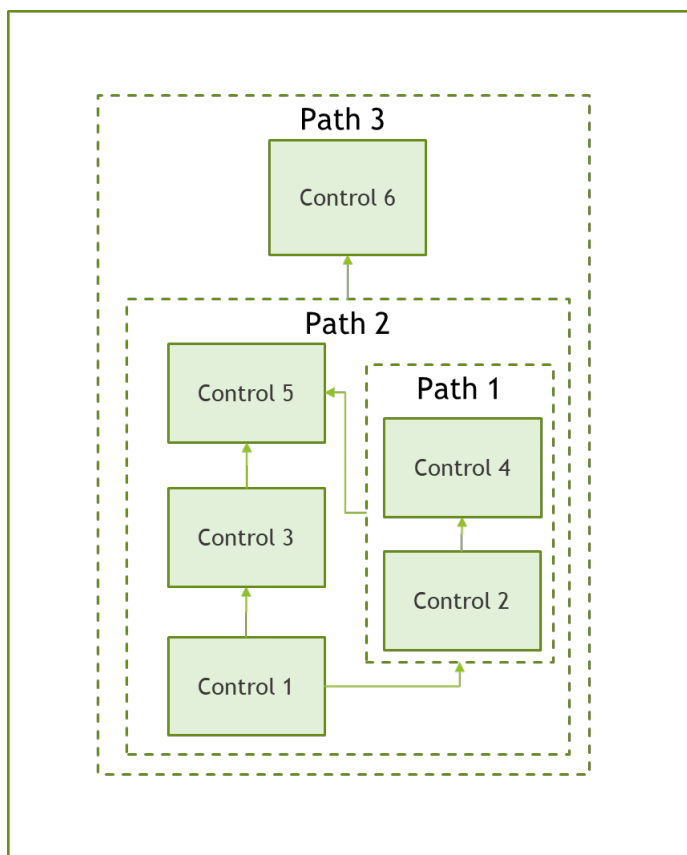 Path 3
Control 6
Path 2
Control 5
Path 1
Control 4
Control 3
Control 2
Control 1